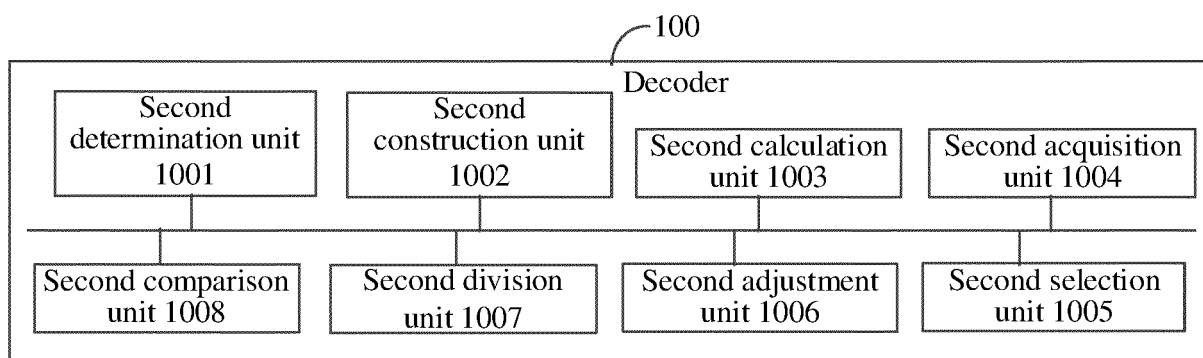 100
Decoder
Second
determination unit
1001
Second
construction unit
1002
Second calculation
unit 1003
Second acquisition
unit 1004
Second comparison
unit 1008
Second division
unit 1007
Second adjustment
unit 1006
Second selection
unit 1005